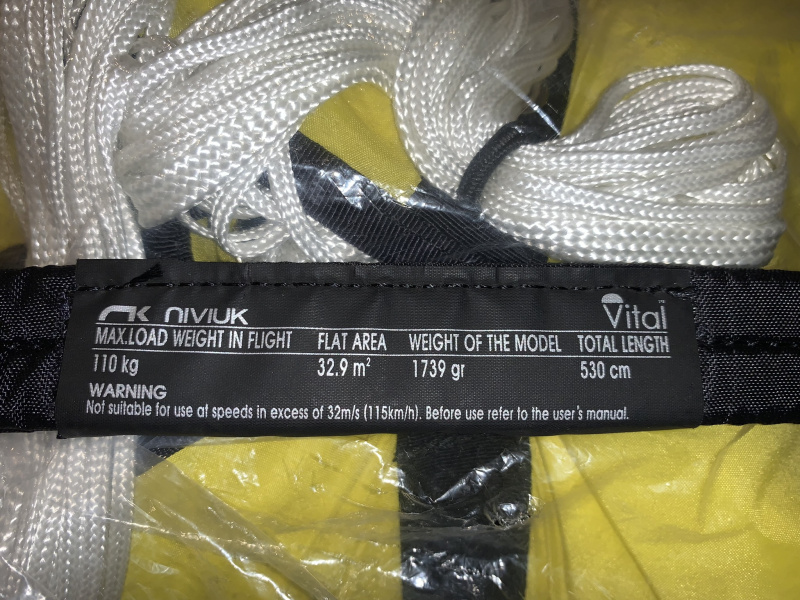 NIVIUK Vital™
MAX.LOAD WEIGHT IN FLIGHT FLAT AREA WEIGHT OF THE MODEL TOTAL LENGTH
110 kg 32.9 m² 1739 gr 530 cm
WARNING
Not suitable for use at speeds in excess of 32m/s (115km/h). Before use refer to the user's manual.